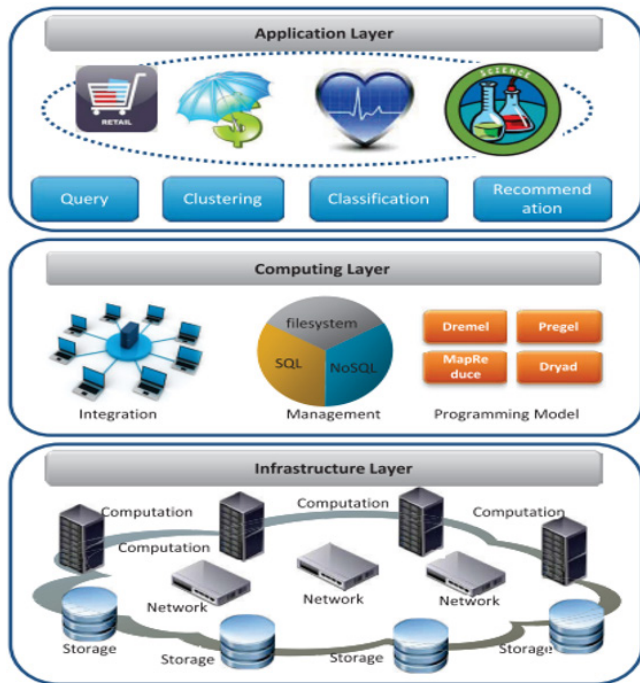 Application Layer
RETAIL
SCIENCE
Query
Clustering
Classification
Recommend
ation
Computing Layer
filesystem
SQL
NoSQL
Dremel
Pregel
MapRe
duce
Dryad
Integration
Management
Programming Model
Infrastructure Layer
Computation
Computation
Computation
Computation
Network
Network
Network
Storage
Storage
Storage
Storage